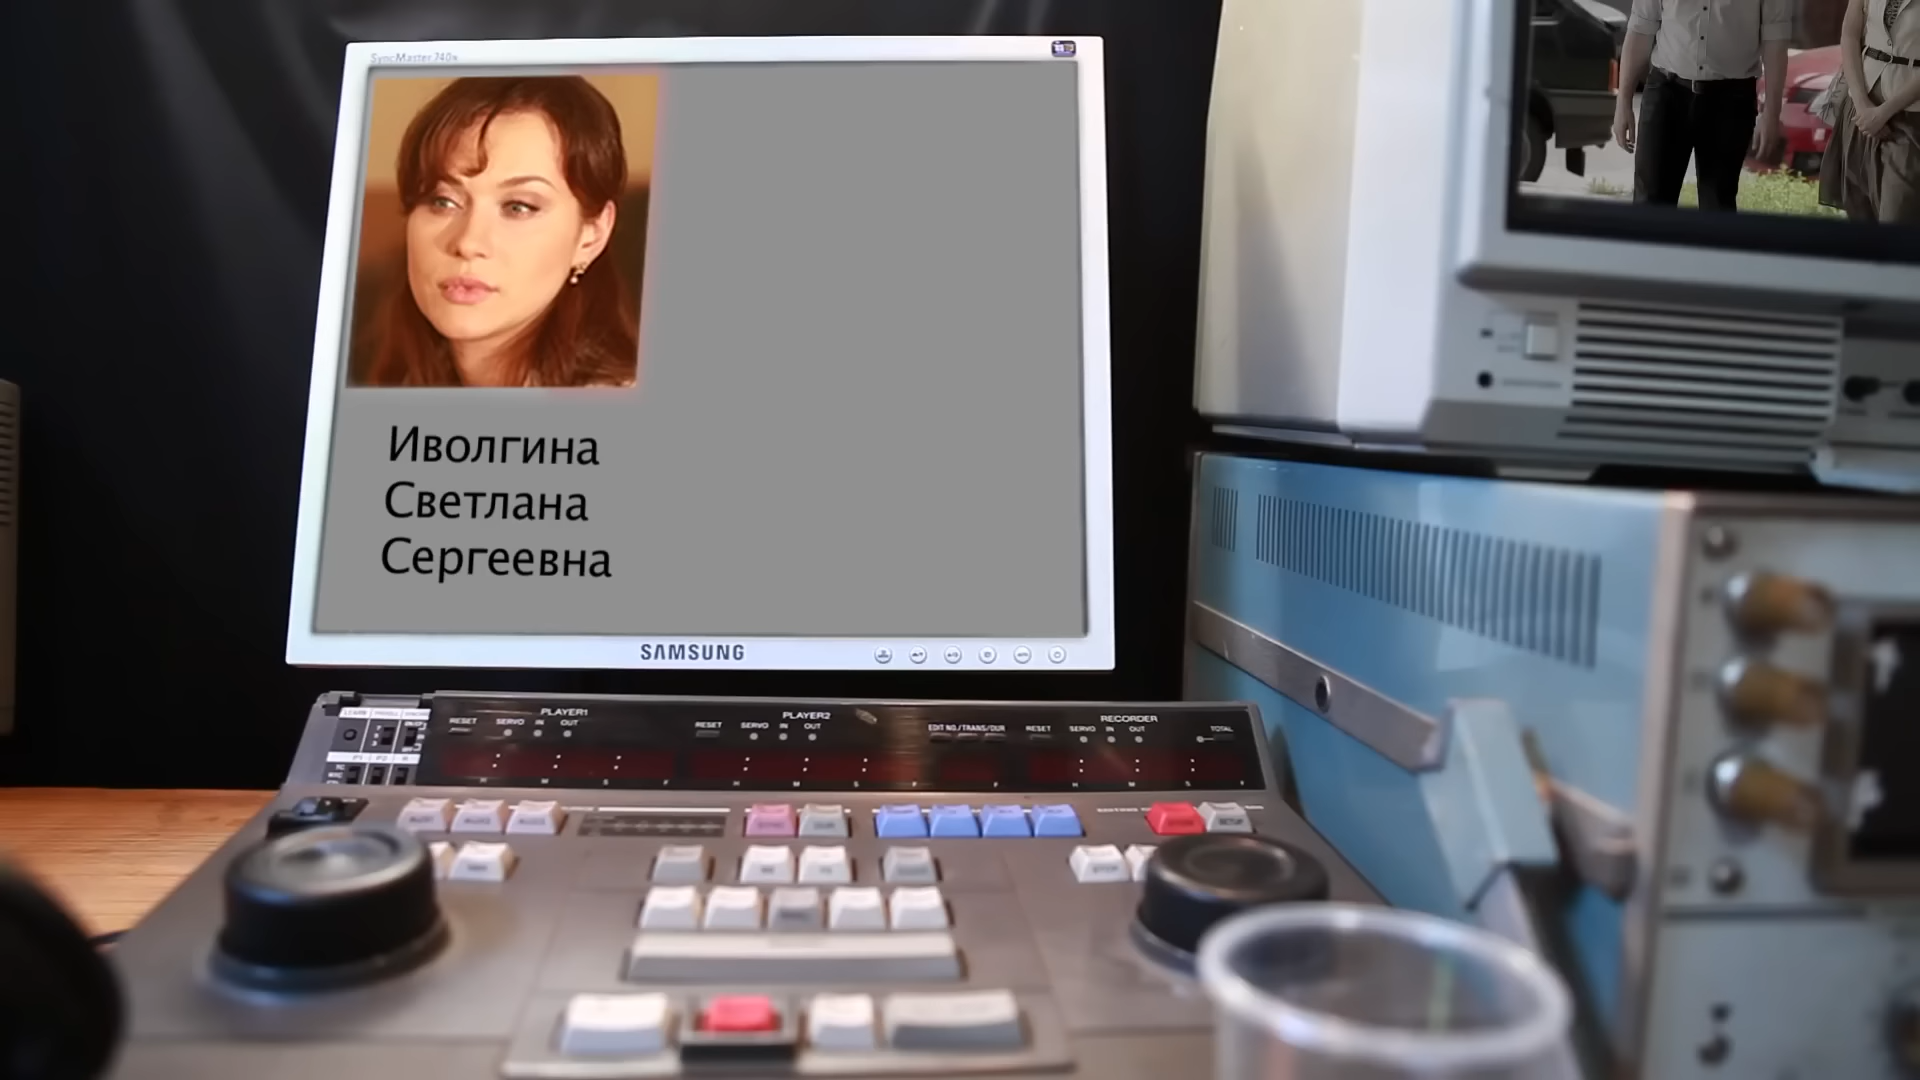 SyncMaster 740n
Иволгина
Светлана
Сергеевна
SAMSUNG
PLAYER1
RESET SERVO IN OUT
PLAYER2
RESET SERVO IN OUT
EDIT NO./TRANS/DUR
RECORDER
RESET SERVO IN OUT
TOTAL
H M S F
H M S F
F
H M S F